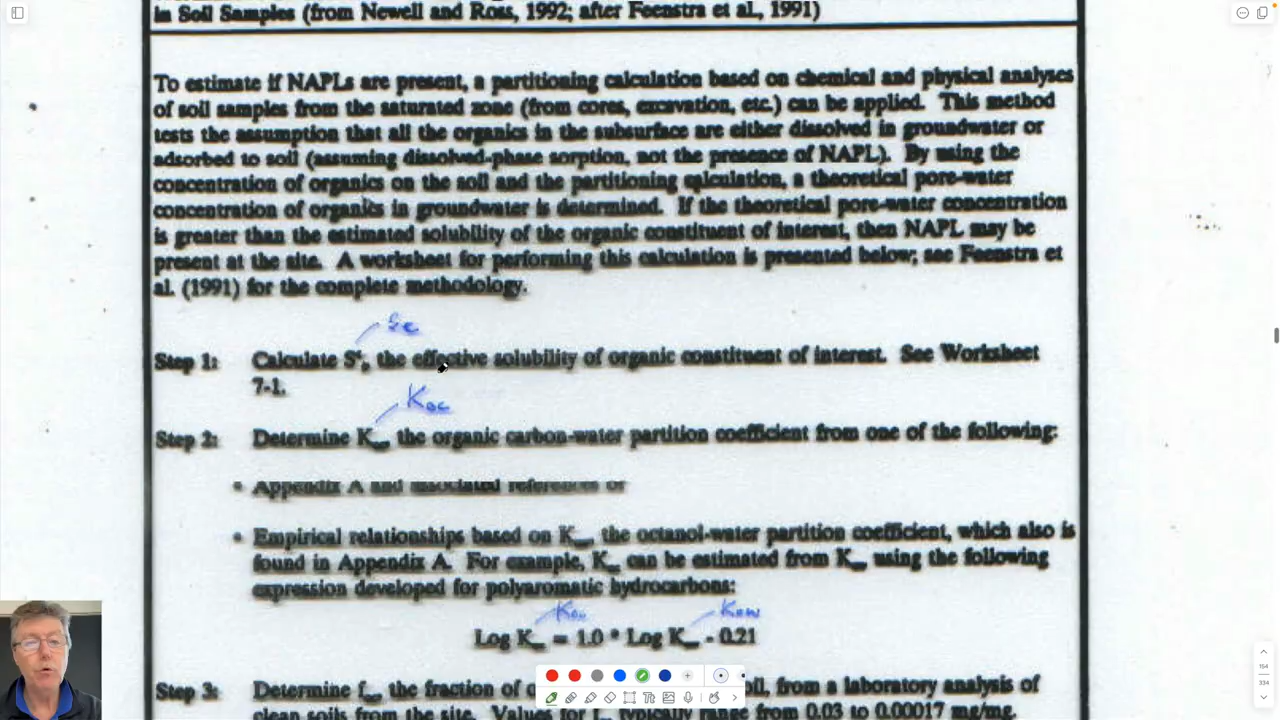 in Soil Samples (from Newell and Ross, 1992; after Feenstra et al., 1991)
To estimate if NAPLs are present, a partitioning calculation based on chemical and physical analyses
of soil samples from the saturated zone (from cores, excavation, etc.) can be applied. This method
tests the assumption that all the organics in the subsurface are either dissolved in groundwater or
adsorbed to soil (assuming dissolved-phase sorption, not the presence of NAPL). By using the
concentration of organics on the soil and the partitioning calculation, a theoretical pore-water
concentration of organics in groundwater is determined. If the theoretical pore-water concentration
is greater than the estimated solubility of the organic constituent of interest, then NAPL may be
present at the site. A worksheet for performing this calculation is presented below; see Feenstra et
al. (1991) for the complete methodology.
Se
Step 1: Calculate Sᵉᵢ, the effective solubility of organic constituent of interest. See Worksheet
7-1.
Koc
Step 2: Determine Koc, the organic carbon-water partition coefficient from one of the following:
• Appendix A and associated references or
• Empirical relationships based on Kow, the octanol-water partition coefficient, which also is
found in Appendix A. For example, Koc can be estimated from Kow using the following
expression developed for polyaromatic hydrocarbons:
Kow
Log Koc = 1.0 * Log Kow - 0.21
Step 3: Determine foc, the fraction of oil, from a laboratory analysis of
clean soils from the site. Values for foc typically range from 0.03 to 0.00017 mg/mg.
164
334